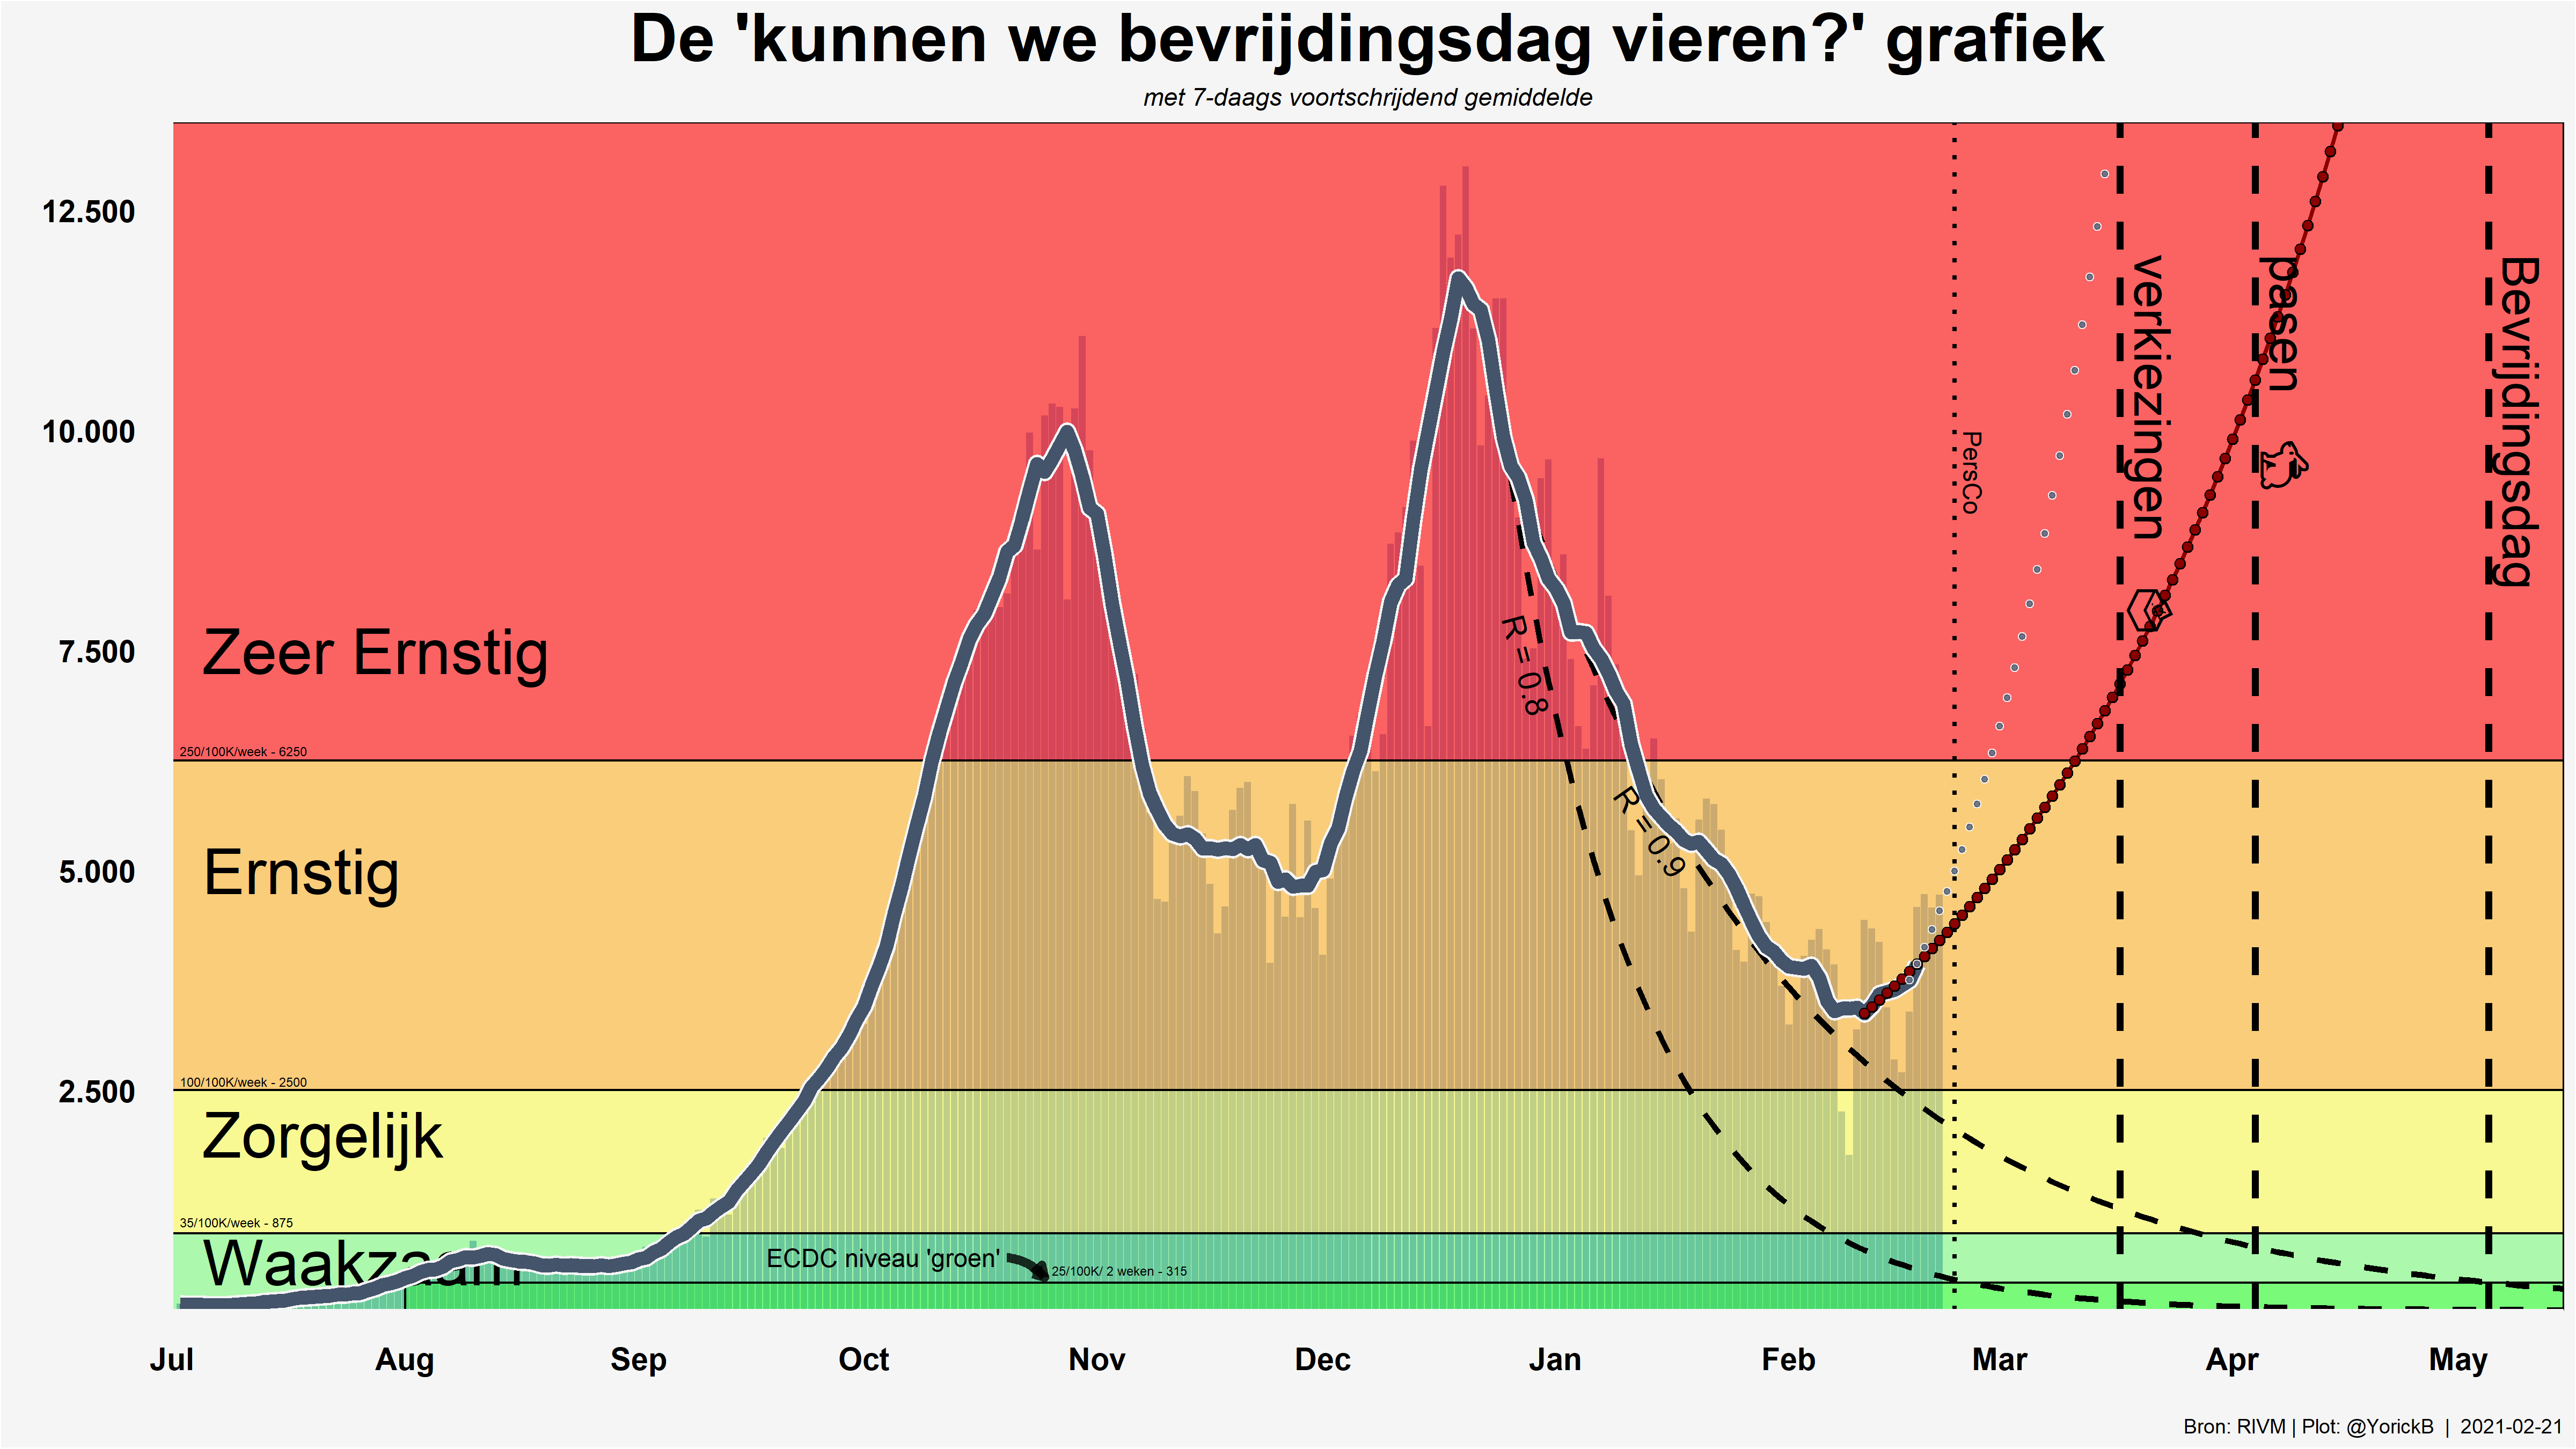 De 'kunnen we bevrijdingsdag vieren?' grafiek
met 7-daags voortschrijdend gemiddelde
12.500
10.000
7.500
5.000
2.500
Zeer Ernstig
250/100K/week - 6250
Ernstig
100/100K/week - 2500
Zorgelijk
35/100K/week - 875
Waakzaam
ECDC niveau 'groen'
25/100K/ 2 weken - 315
R =0.8
R =0.9
PersCo
verkiezingen
pasen
Bevrijdingsdag
Jul
Aug
Sep
Oct
Nov
Dec
Jan
Feb
Mar
Apr
May
Bron: RIVM | Plot: @YorickB | 2021-02-21